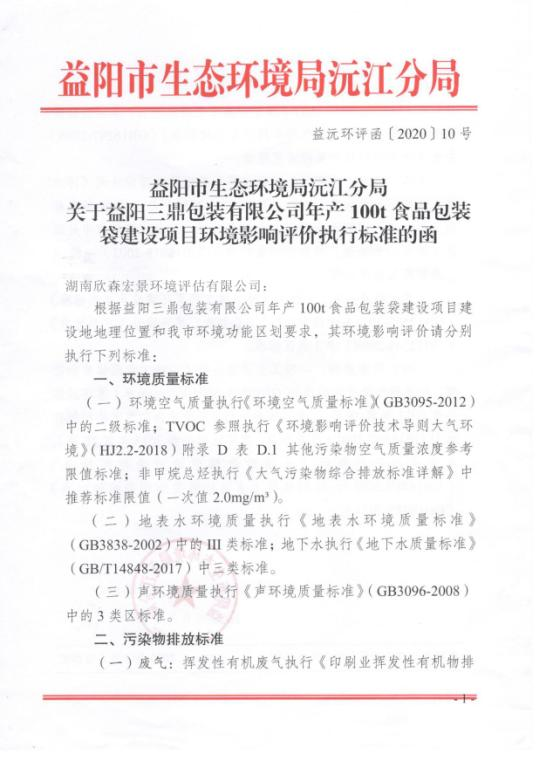 益阳市生态环境局沅江分局
益沅环评函〔2020〕10号
益阳市生态环境局沅江分局
关于益阳三鼎包装有限公司年产 100t 食品包装
袋建设项目环境影响评价执行标准的函
湖南欣森宏景环境评估有限公司：
根据益阳三鼎包装有限公司年产 100t 食品包装袋建设项目建
设地地理位置和我市环境功能区划要求，其环境影响评价请分别
执行下列标准：
一、环境质量标准
（一）环境空气质量执行《环境空气质量标准》（GB3095-2012）
中的二级标准；TVOC 参照执行《环境影响评价技术导则大气环
境》（HJ2.2-2018）附录 D 表 D.1 其他污染物空气质量浓度参考
限值标准；非甲烷总烃执行《大气污染物综合排放标准详解》中
推荐标准限值（一次值 2.0mg/m³）。
（二）地表水环境质量执行《地表水环境质量标准》
（GB3838-2002）中的 III 类标准；地下水执行《地下水质量标准》
（GB/T14848-2017）中三类标准。
（三）声环境质量执行《声环境质量标准》（GB3096-2008）
中的 3 类区标准。
二、污染物排放标准
（一）废气：挥发性有机废气执行《印刷业挥发性有机物排
- 1 -